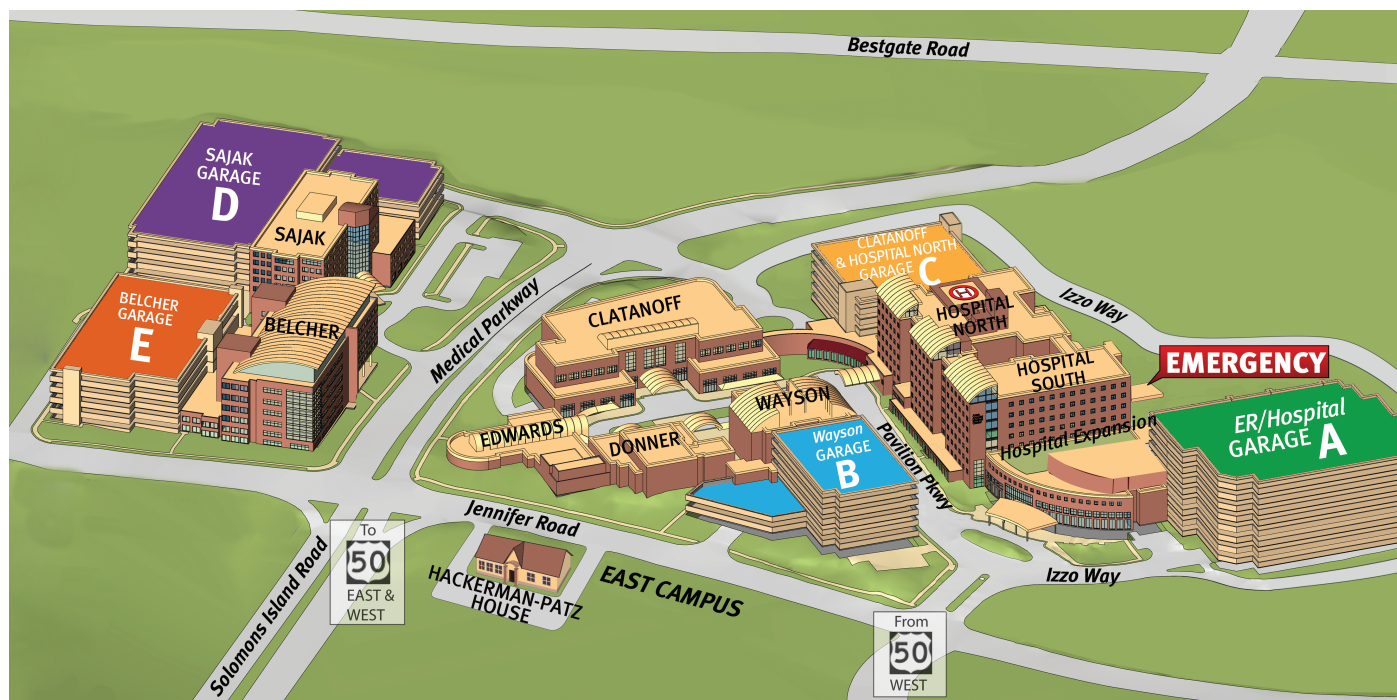 Bestgate Road
SAJAK
GARAGE
D
SAJAK
BELCHER
GARAGE
E
BELCHER
Medical Parkway
CLATANOFF
& HOSPITAL NORTH
GARAGE
C
H
HOSPITAL
NORTH
Izzo Way
CLATANOFF
HOSPITAL
SOUTH
EMERGENCY
WAYSON
EDWARDS
DONNER
Wayson
GARAGE
B
Pavilion Pkwy
Hospital Expansion
ER/Hospital
GARAGE A
Jennifer Road
Izzo Way
To
50
EAST &
WEST
Solomons Island Road
HACKERMAN-PATZ
HOUSE
EAST CAMPUS
From
50
WEST